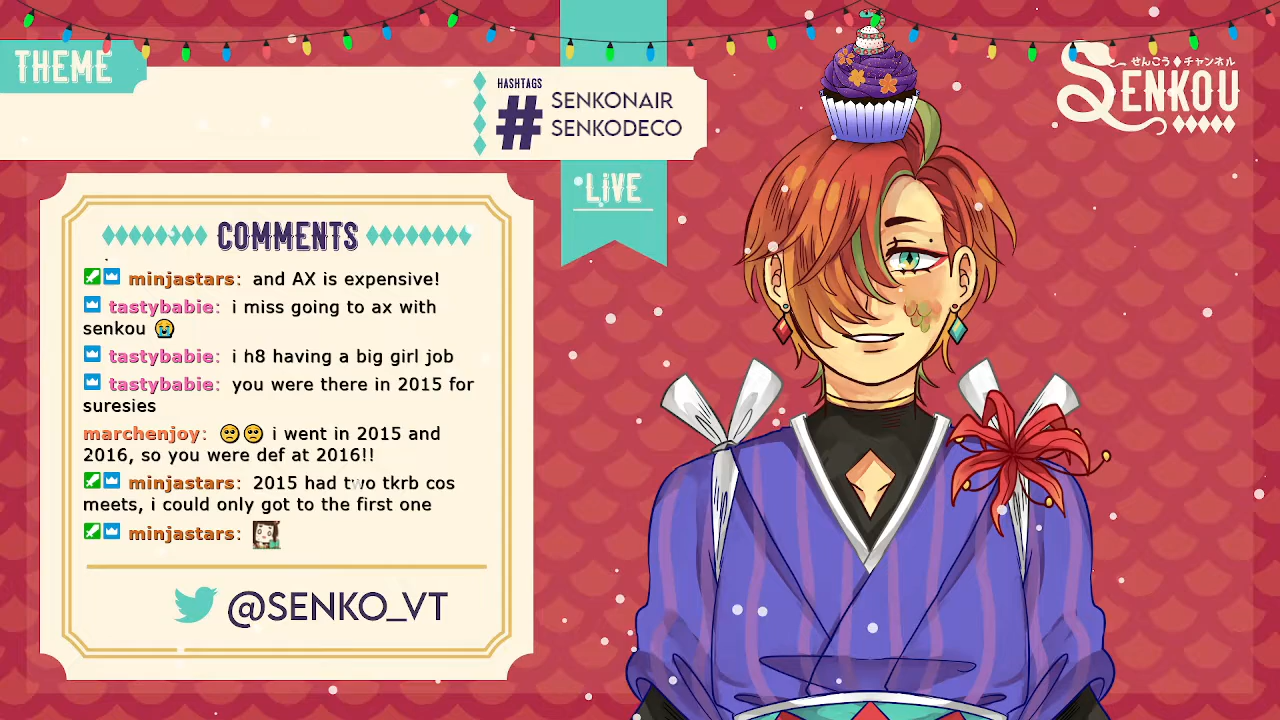 THEME
HASHTAGS
# SENKONAIR
SENKODECO
せんこう♦チャンネル
SENKOU
LIVE
COMMENTS
minjastars: and AX is expensive!
tastybabie: i miss going to ax with
senkou 😭
tastybabie: i h8 having a big girl job
tastybabie: you were there in 2015 for
suresies
marchenjoy: 🥺🥺 i went in 2015 and
2016, so you were def at 2016!!
minjastars: 2015 had two tkrb cos
meets, i could only got to the first one
minjastars:
@SENKO_VT